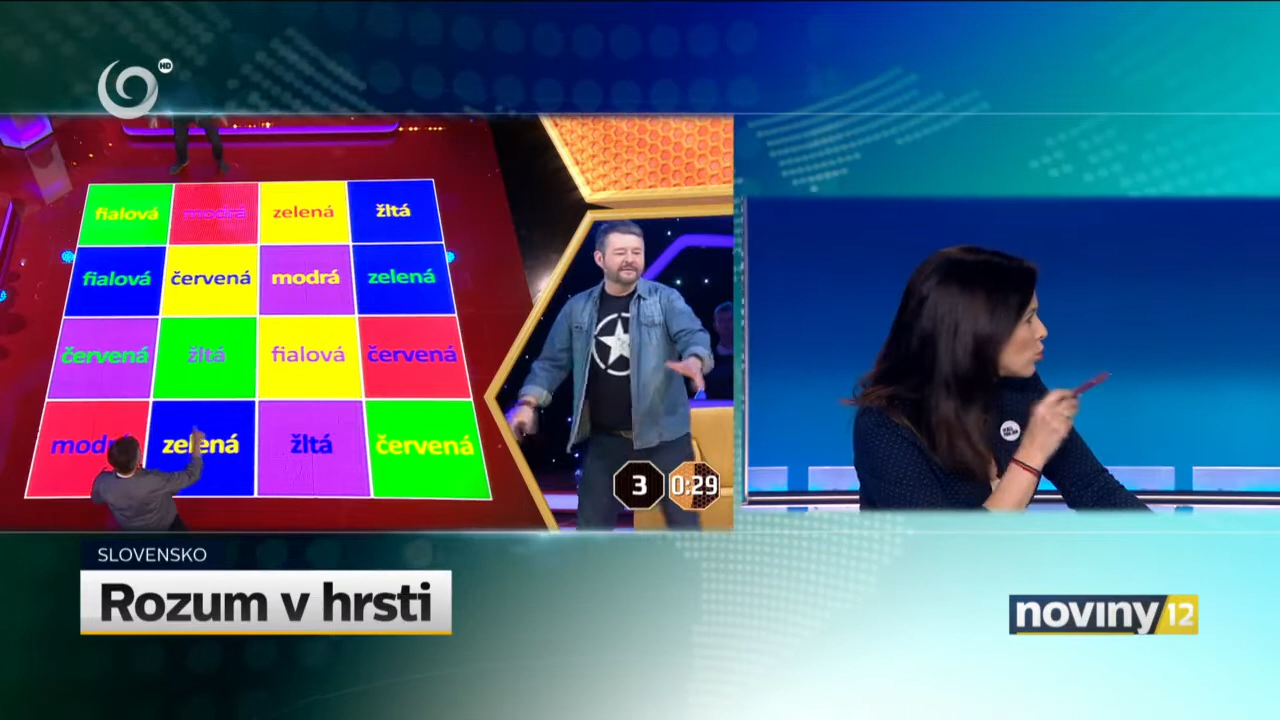 HD
fialová modrá zelená žltá
fialová červená modrá zelená
červená žltá fialová červená
zelená žltá červená
3 0:29
SLOVENSKO
Rozum v hrsti
noviny 12